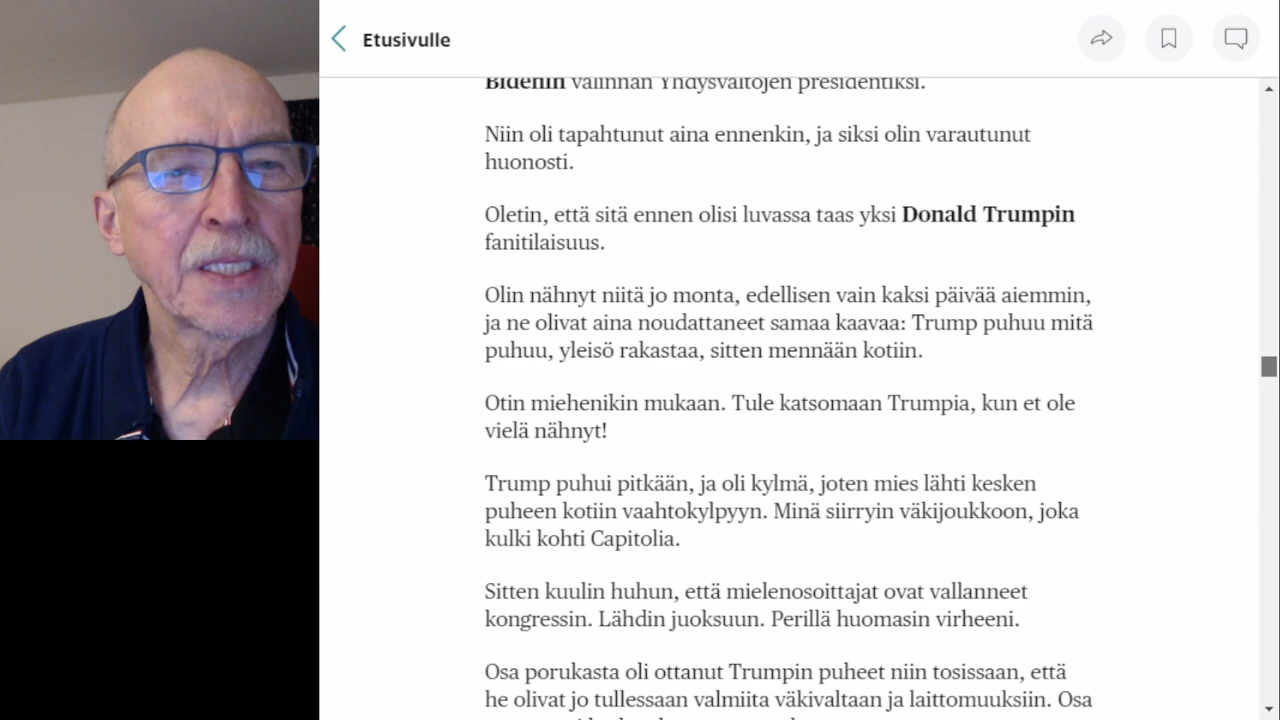 Etusivulle
Bidenin valinnan Yhdysvaltojen presidentiksi.
Niin oli tapahtunut aina ennenkin, ja siksi olin varautunut
huonosti.
Oletin, että sitä ennen olisi luvassa taas yksi Donald Trumpin
fanitilaisuus.
Olin nähnyt niitä jo monta, edellisen vain kaksi päivää aiemmin,
ja ne olivat aina noudattaneet samaa kaavaa: Trump puhuu mitä
puhuu, yleisö rakastaa, sitten mennään kotiin.
Otin miehenikin mukaan. Tule katsomaan Trumpia, kun et ole
vielä nähnyt!
Trump puhui pitkään, ja oli kylmä, joten mies lähti kesken
puheen kotiin vaahtokylpyyn. Minä siirryin väkijoukkoon, joka
kulki kohti Capitolia.
Sitten kuulin huhun, että mielenosoittajat ovat vallanneet
kongressin. Lähdin juoksuun. Perillä huomasin virheeni.
Osa porukasta oli ottanut Trumpin puheet niin tosissaan, että
he olivat jo tullessaan valmiita väkivaltaan ja laittomuuksiin. Osa